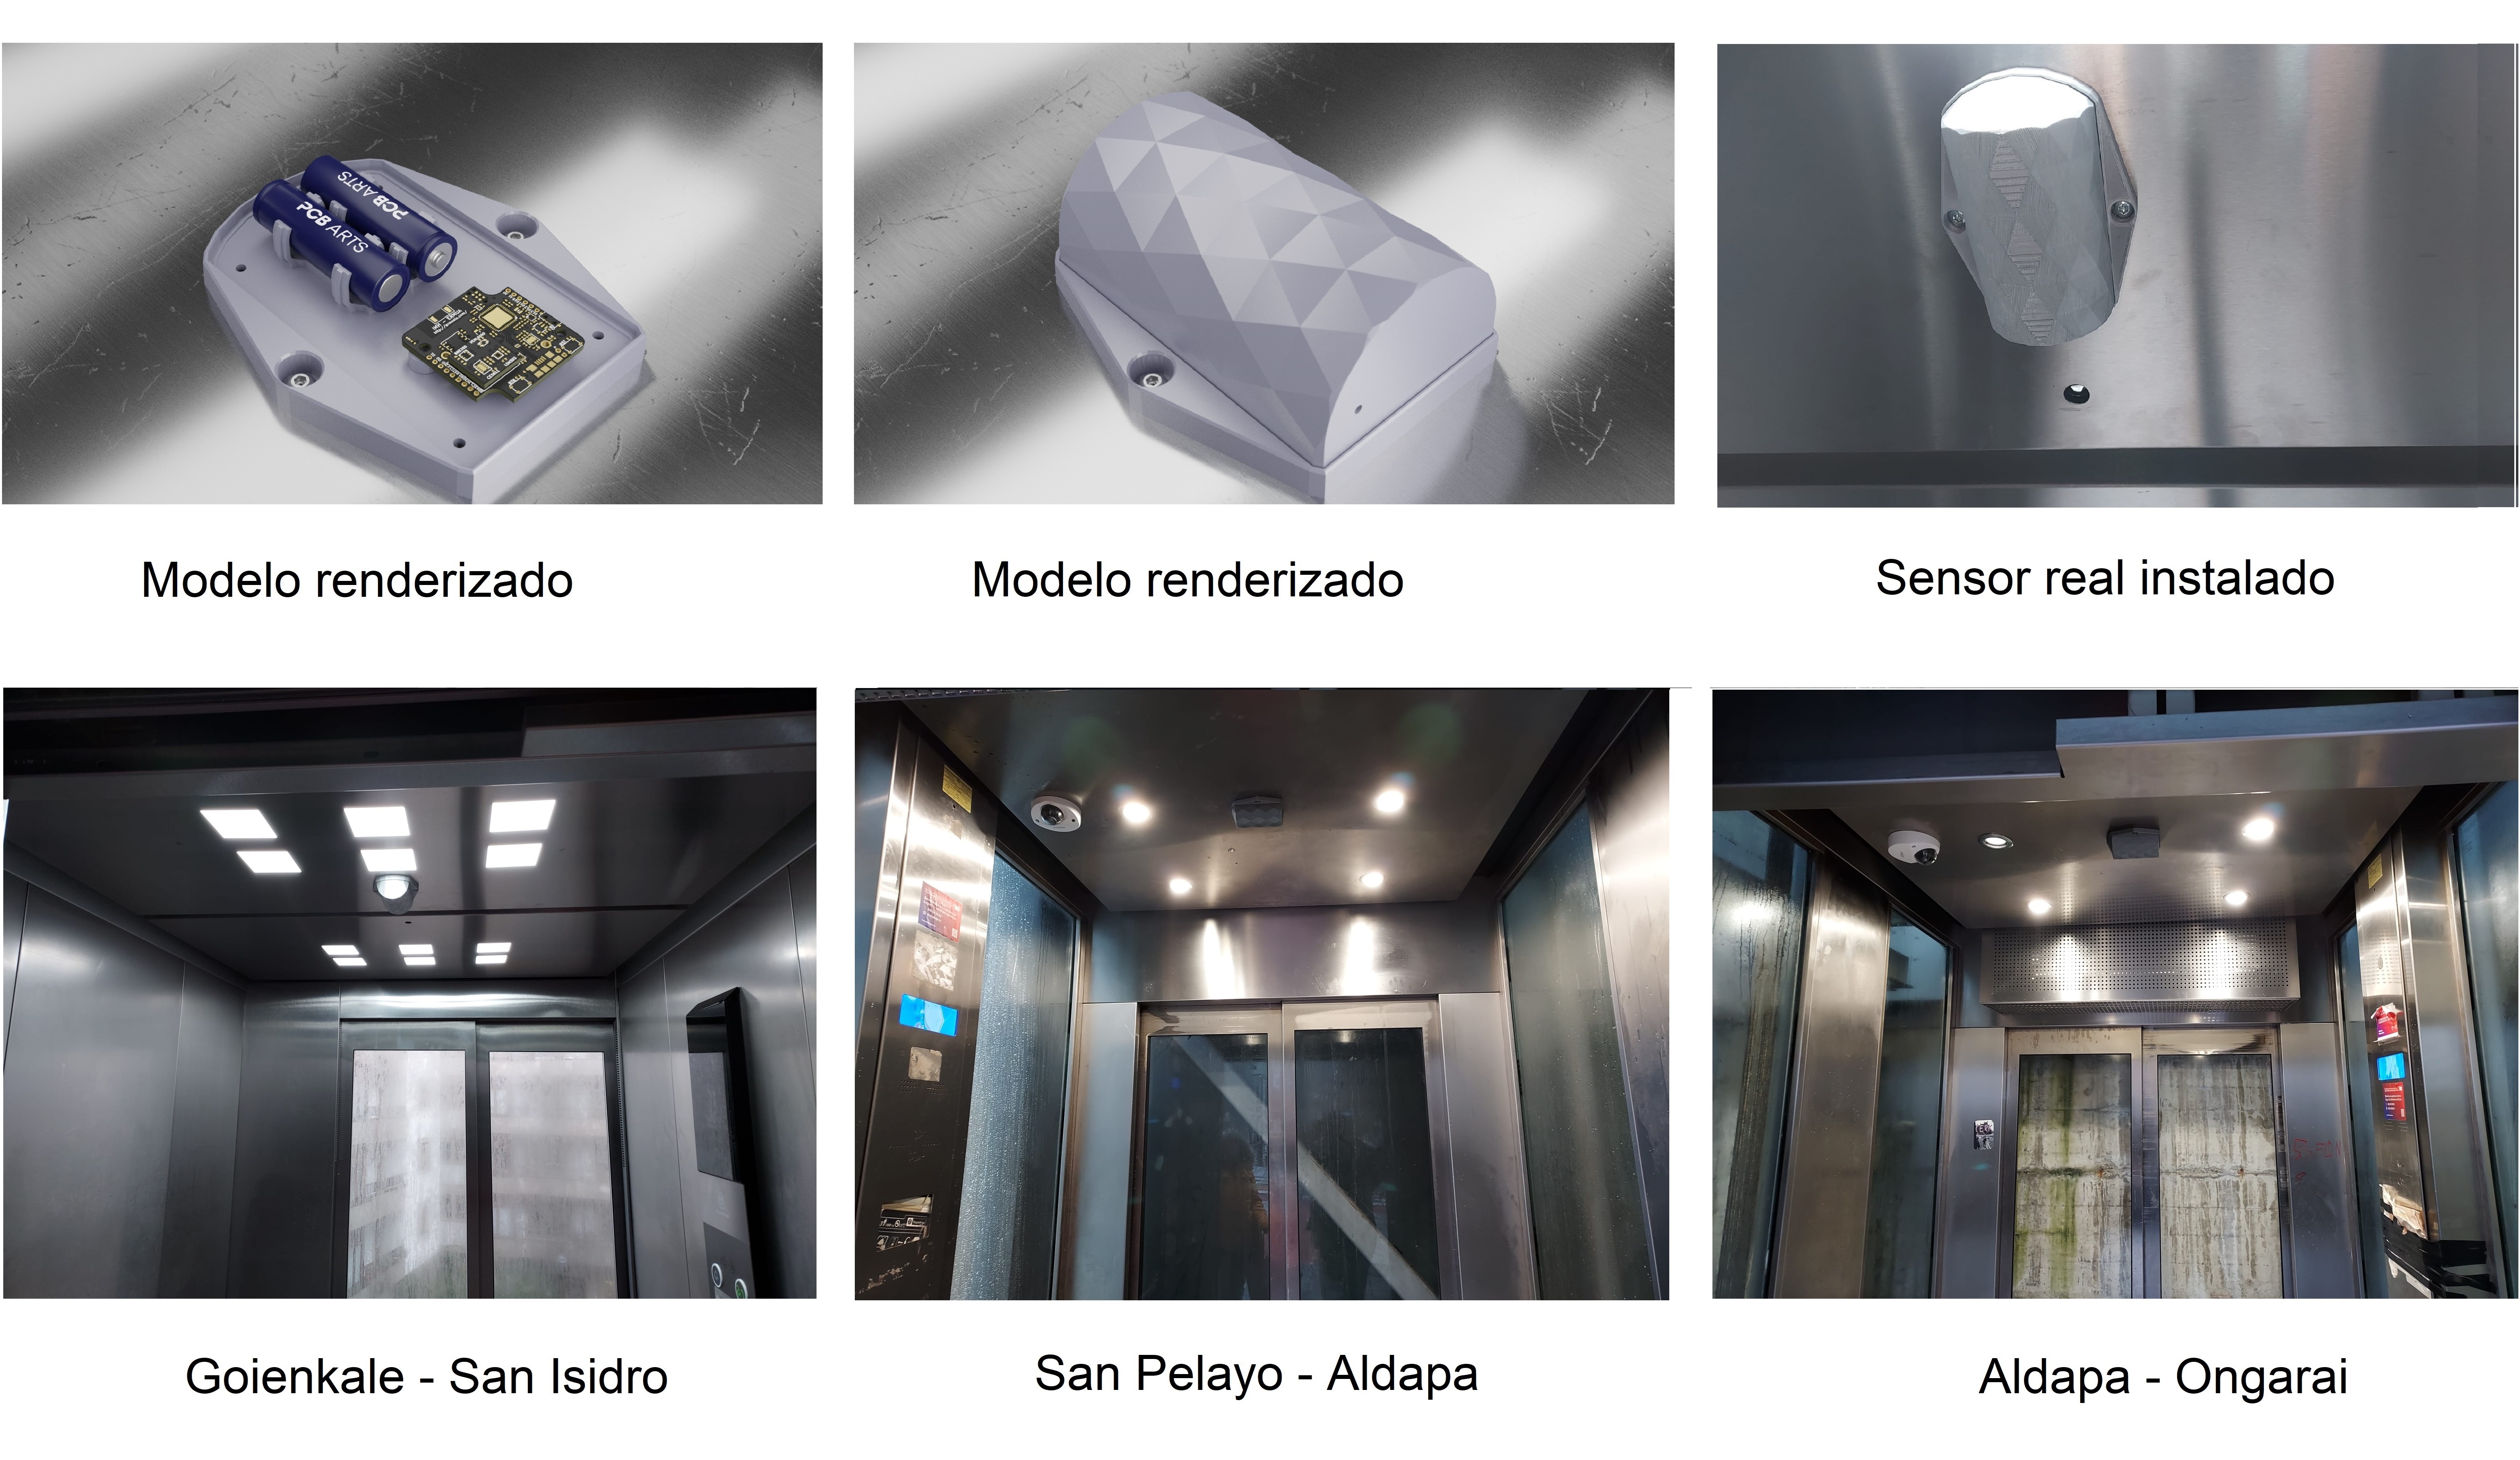 PCB ARTS
PCB ARTS
Modelo renderizado
Modelo renderizado
Sensor real instalado
Goienkale - San Isidro
San Pelayo - Aldapa
Aldapa - Ongarai